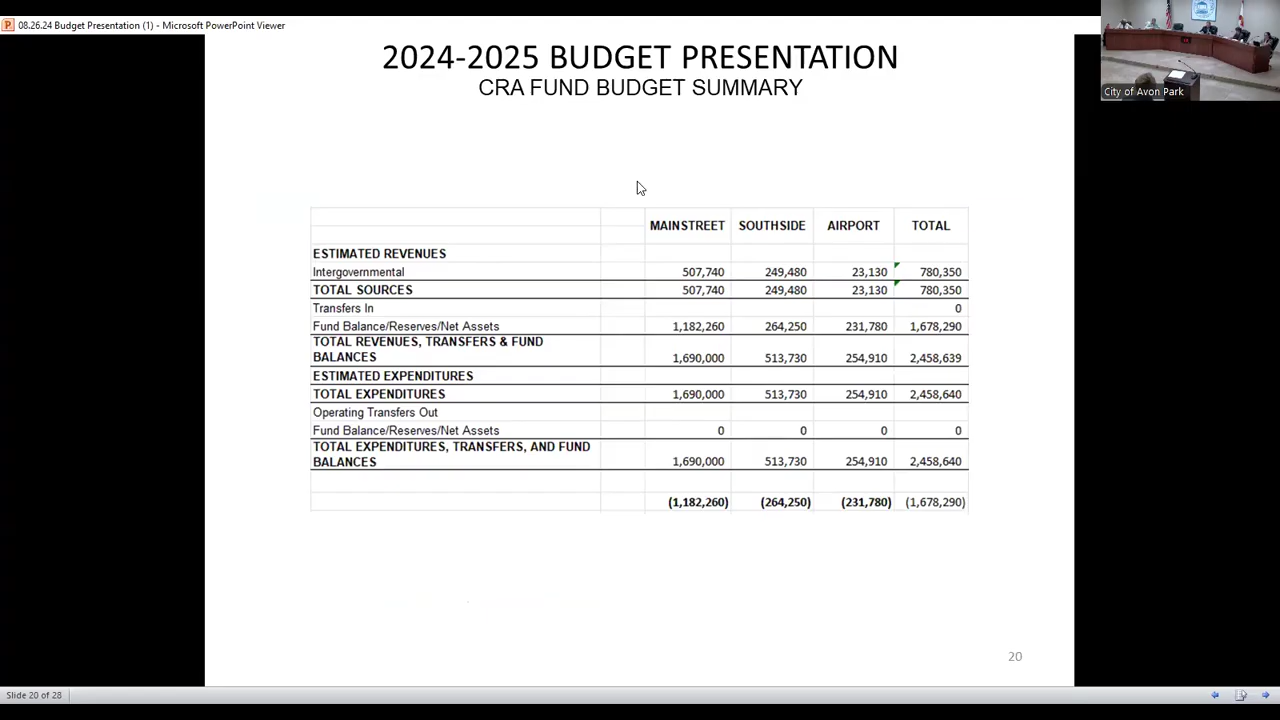 08.26.24 Budget Presentation (1) - Microsoft PowerPoint Viewer
City of Avon Park
2024-2025 BUDGET PRESENTATION
CRA FUND BUDGET SUMMARY
MAINSTREET SOUTHSIDE AIRPORT TOTAL
ESTIMATED REVENUES
Intergovernmental 507,740 249,480 23,130 780,350
TOTAL SOURCES 507,740 249,480 23,130 780,350
Transfers In 0
Fund Balance/Reserves/Net Assets 1,182,260 264,250 231,780 1,678,290
TOTAL REVENUES, TRANSFERS & FUND
BALANCES 1,690,000 513,730 254,910 2,458,639
ESTIMATED EXPENDITURES
TOTAL EXPENDITURES 1,690,000 513,730 254,910 2,458,640
Operating Transfers Out
Fund Balance/Reserves/Net Assets 0 0 0 0
TOTAL EXPENDITURES, TRANSFERS, AND FUND
BALANCES 1,690,000 513,730 254,910 2,458,640
(1,182,260) (264,250) (231,780) (1,678,290)
20
Slide 20 of 28